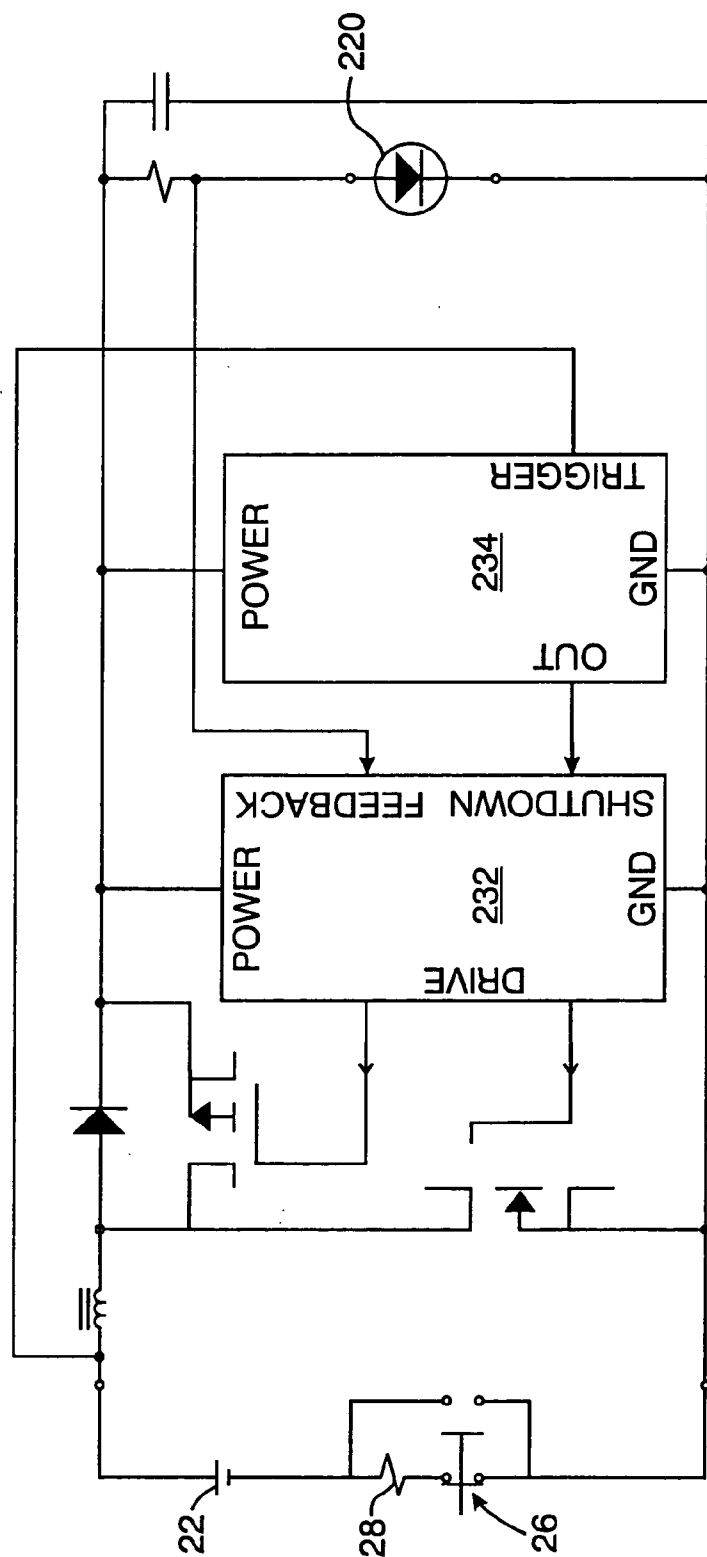 220
POWER
TRIGGER
234
OUT
GND
POWER
FEEDBACK
SHUTDOWN
232
DRIVE
GND
22
28
26